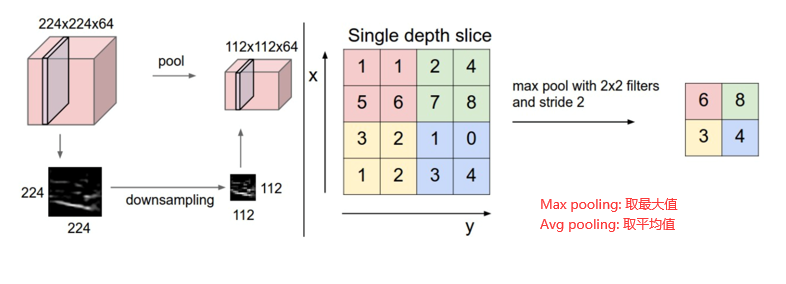 224x224x64
pool
112x112x64
224
224
downsampling
112
112
Single depth slice
x
1 1 2 4
5 6 7 8
3 2 1 0
1 2 3 4
y
max pool with 2x2 filters
and stride 2
6 8
3 4
Max pooling: 取最大值
Avg pooling: 取平均值